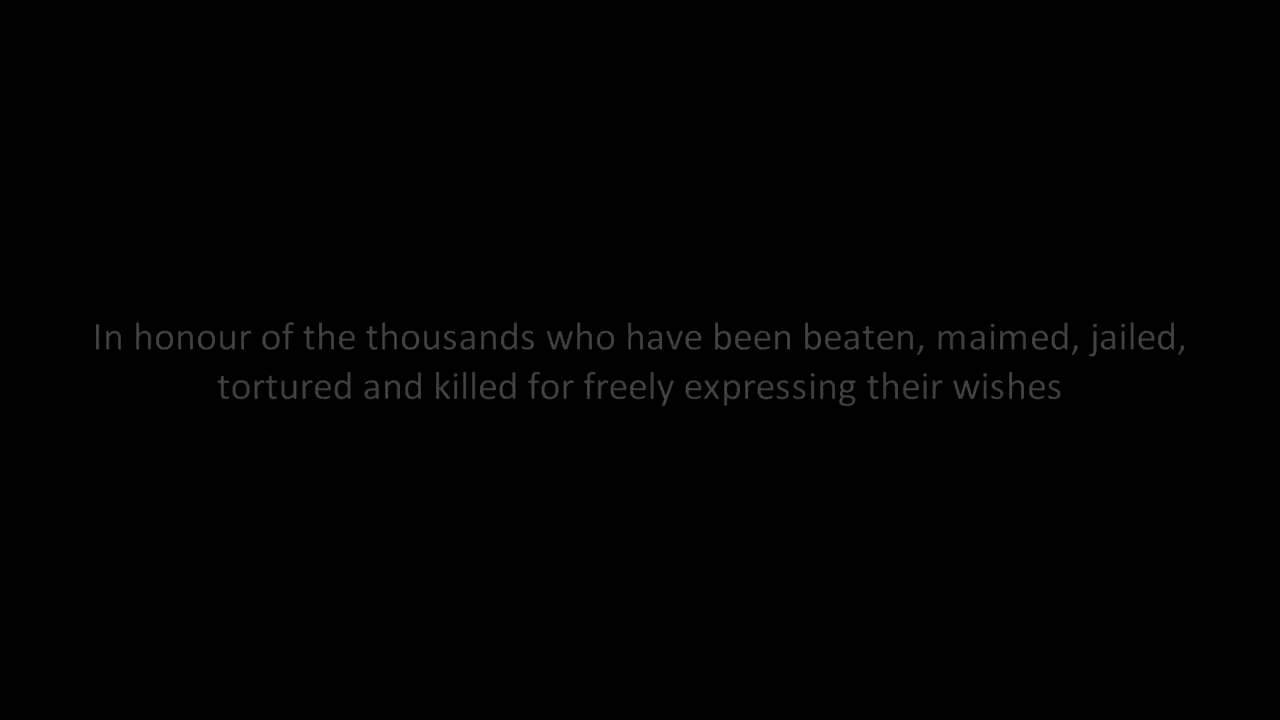 In honour of the thousands who have been beaten, maimed, jailed,
tortured and killed for freely expressing their wishes